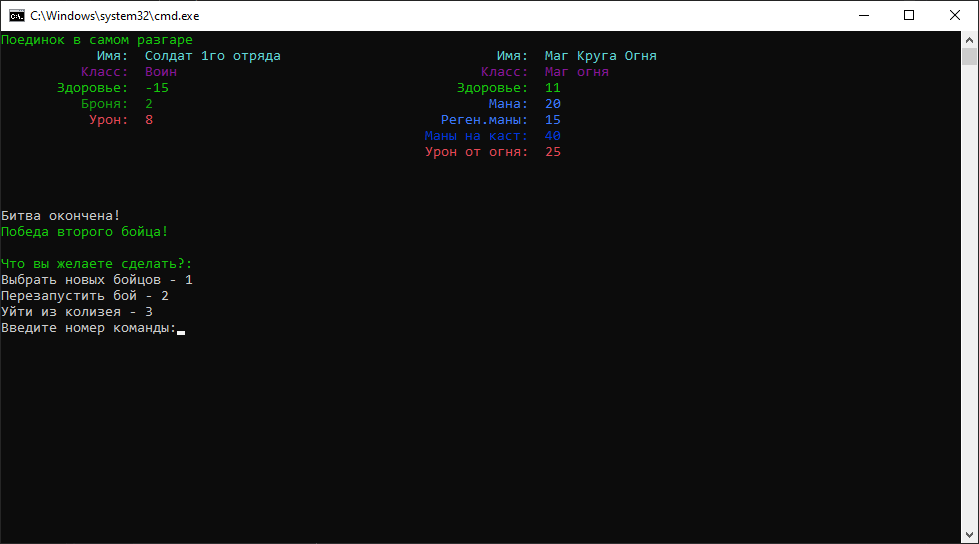 C:\Windows\system32\cmd.exe
Поединок в самом разгаре
Имя: Солдат 1го отряда Имя: Маг Круга Огня
Класс: Воин Класс: Маг огня
Здоровье: -15 Здоровье: 11
Броня: 2 Мана: 20
Урон: 8 Реген.маны: 15
Маны на каст: 40
Урон от огня: 25
Битва окончена!
Победа второго бойца!
Что вы желаете сделать?:
Выбрать новых бойцов - 1
Перезапустить бой - 2
Уйти из колизея - 3
Введите номер команды: